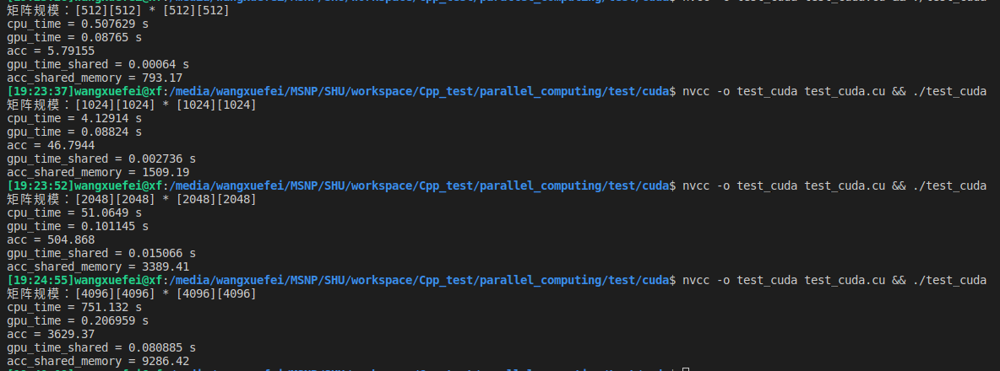 矩阵规模：[512][512] * [512][512]
cpu_time = 0.507629 s
gpu_time = 0.08765 s
acc = 5.79155
gpu_time_shared = 0.00064 s
acc_shared_memory = 793.17
[19:23:37]wangxuefei@xf:/media/wangxuefei/MSNP/SHU/workspace/Cpp_test/parallel_computing/test/cuda$ nvcc -o test_cuda test_cuda.cu && ./test_cuda
矩阵规模：[1024][1024] * [1024][1024]
cpu_time = 4.12914 s
gpu_time = 0.08824 s
acc = 46.7944
gpu_time_shared = 0.002736 s
acc_shared_memory = 1509.19
[19:23:52]wangxuefei@xf:/media/wangxuefei/MSNP/SHU/workspace/Cpp_test/parallel_computing/test/cuda$ nvcc -o test_cuda test_cuda.cu && ./test_cuda
矩阵规模：[2048][2048] * [2048][2048]
cpu_time = 51.0649 s
gpu_time = 0.101145 s
acc = 504.868
gpu_time_shared = 0.015066 s
acc_shared_memory = 3389.41
[19:24:55]wangxuefei@xf:/media/wangxuefei/MSNP/SHU/workspace/Cpp_test/parallel_computing/test/cuda$ nvcc -o test_cuda test_cuda.cu && ./test_cuda
矩阵规模：[4096][4096] * [4096][4096]
cpu_time = 751.132 s
gpu_time = 0.206959 s
acc = 3629.37
gpu_time_shared = 0.080885 s
acc_shared_memory = 9286.42